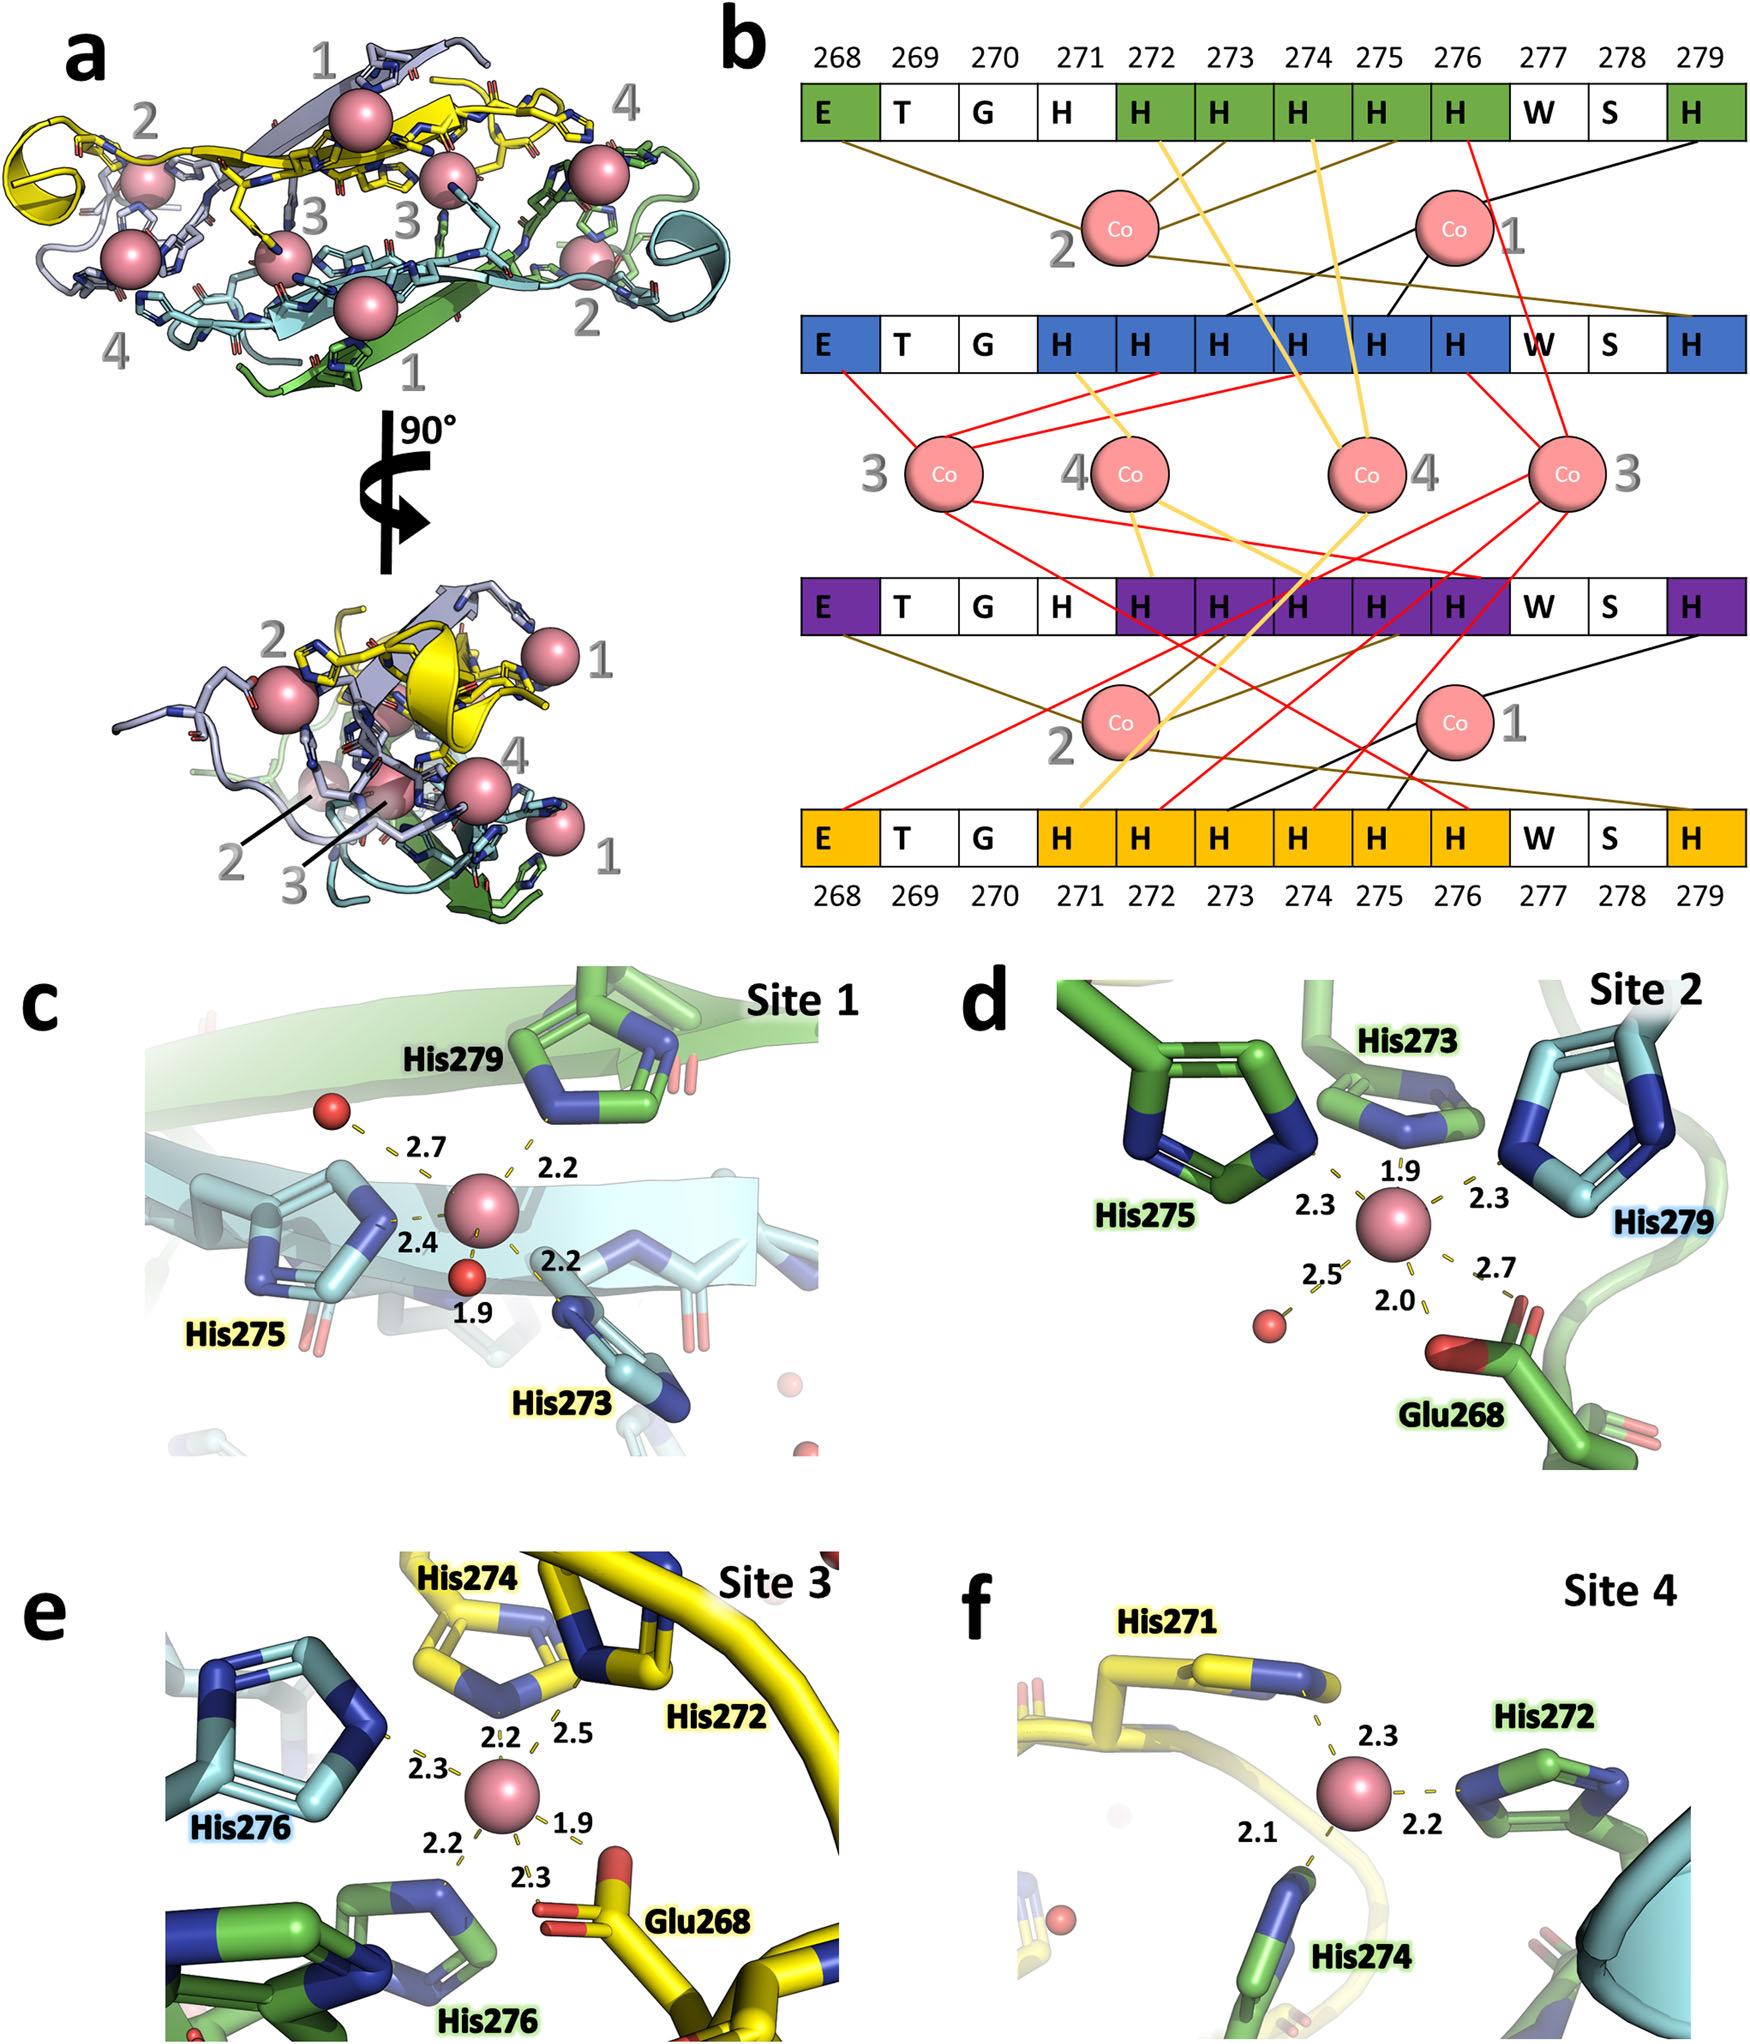 a
1
2
4
3
3
4
2
1
90°
2
1
4
2
3
1
b
268 269 270 271 272 273 274 275 276 277 278 279
E T G H H H H H H W S H
Co Co
2 1
E T G H H H H H H W S H
3 Co 4 Co Co 4 Co 3
E T G H H H H H H W S H
Co Co 1
2
E T G H H H H H H W S H
268 269 270 271 272 273 274 275 276 277 278 279
c
Site 1
His279
2.7
2.2
2.4
2.2
1.9
His275
His273
d
Site 2
His273
1.9
2.3
2.3
His275
His279
2.5
2.7
2.0
Glu268
e
Site 3
His274
His272
2.2
2.5
2.3
His276
1.9
2.2
2.3
Glu268
His276
f
Site 4
His271
His272
2.3
2.1
2.2
His274